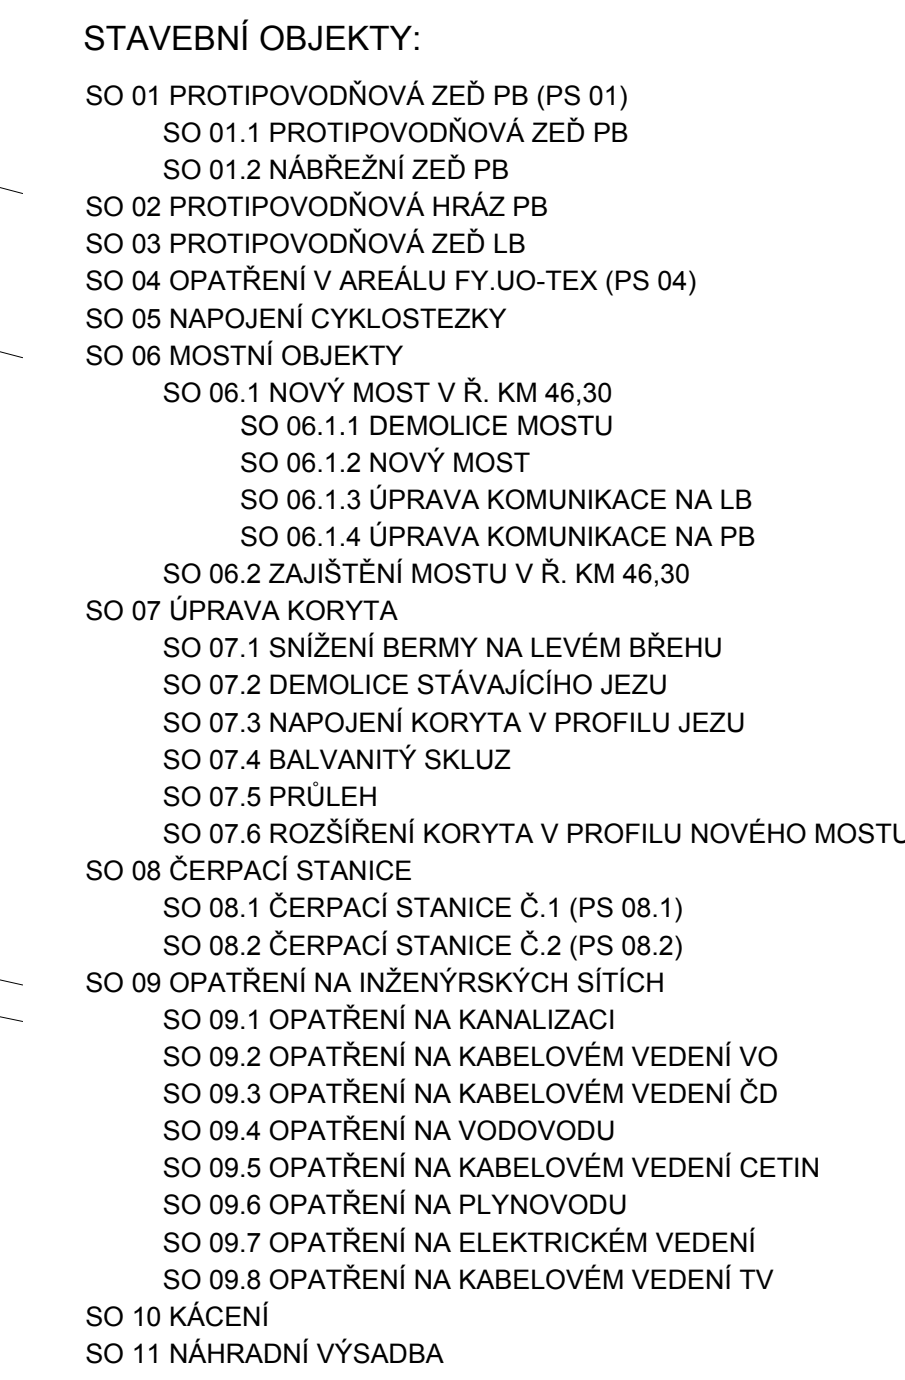 STAVEBNÍ OBJEKTY:
SO 01 PROTIPOVODŇOVÁ ZEĎ PB (PS 01)
SO 01.1 PROTIPOVODŇOVÁ ZEĎ PB
SO 01.2 NÁBŘEŽNÍ ZEĎ PB
SO 02 PROTIPOVODŇOVÁ HRÁZ PB
SO 03 PROTIPOVODŇOVÁ ZEĎ LB
SO 04 OPATŘENÍ V AREÁLU FY.UO-TEX (PS 04)
SO 05 NAPOJENÍ CYKLOSTEZKY
SO 06 MOSTNÍ OBJEKTY
SO 06.1 NOVÝ MOST V Ř. KM 46,30
SO 06.1.1 DEMOLICE MOSTU
SO 06.1.2 NOVÝ MOST
SO 06.1.3 ÚPRAVA KOMUNIKACE NA LB
SO 06.1.4 ÚPRAVA KOMUNIKACE NA PB
SO 06.2 ZAJIŠTĚNÍ MOSTU V Ř. KM 46,30
SO 07 ÚPRAVA KORYTA
SO 07.1 SNÍŽENÍ BERMY NA LEVÉM BŘEHU
SO 07.2 DEMOLICE STÁVAJÍCÍHO JEZU
SO 07.3 NAPOJENÍ KORYTA V PROFILU JEZU
SO 07.4 BALVANITÝ SKLUZ
SO 07.5 PRŮLEH
SO 07.6 ROZŠÍŘENÍ KORYTA V PROFILU NOVÉHO MOSTU
SO 08 ČERPACÍ STANICE
SO 08.1 ČERPACÍ STANICE Č.1 (PS 08.1)
SO 08.2 ČERPACÍ STANICE Č.2 (PS 08.2)
SO 09 OPATŘENÍ NA INŽENÝRSKÝCH SÍTÍCH
SO 09.1 OPATŘENÍ NA KANALIZACI
SO 09.2 OPATŘENÍ NA KABELOVÉM VEDENÍ VO
SO 09.3 OPATŘENÍ NA KABELOVÉM VEDENÍ ČD
SO 09.4 OPATŘENÍ NA VODOVODU
SO 09.5 OPATŘENÍ NA KABELOVÉM VEDENÍ CETIN
SO 09.6 OPATŘENÍ NA PLYNOVODU
SO 09.7 OPATŘENÍ NA ELEKTRICKÉM VEDENÍ
SO 09.8 OPATŘENÍ NA KABELOVÉM VEDENÍ TV
SO 10 KÁCENÍ
SO 11 NÁHRADNÍ VÝSADBA